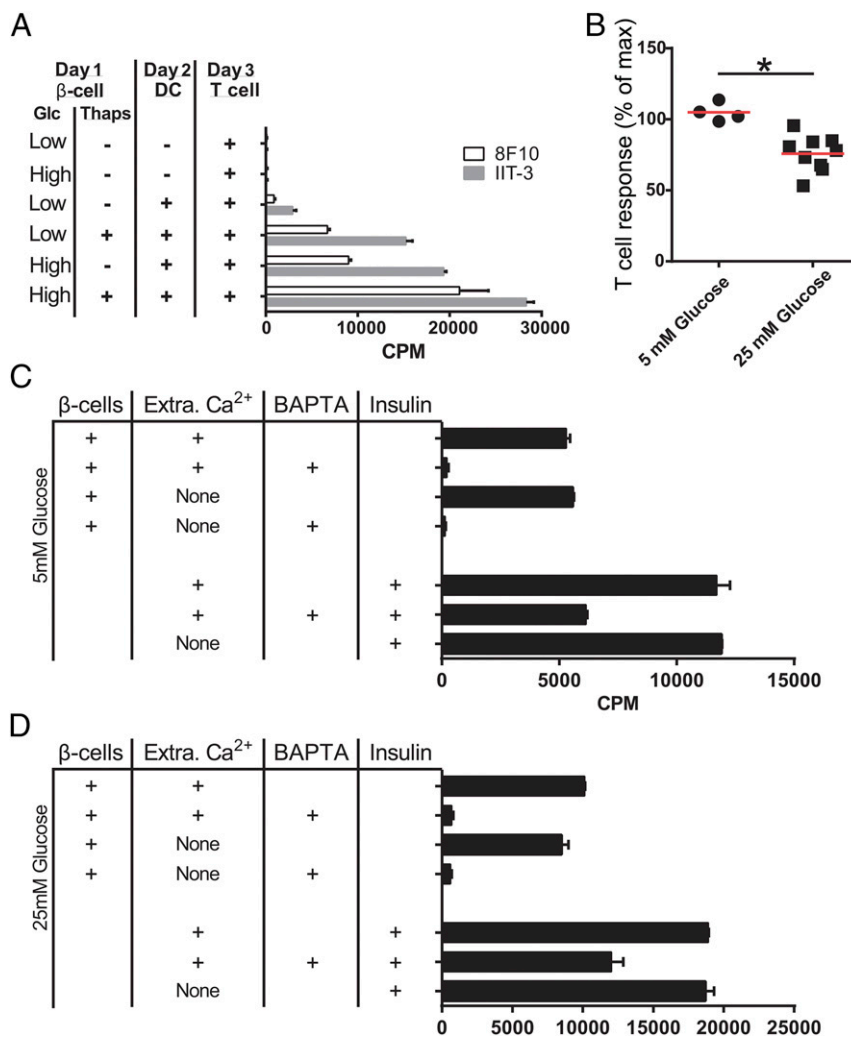 A
Day 1 Day 2 Day 3
β-cell DC T cell
Glc Thaps
Low - - +
High - - +
Low - + +
Low + + +
High - + +
High + + +
8F10
IIT-3
0 10000 20000 30000
CPM
B
T cell response (% of max)
150
100
50
0
*
5 mM Glucose
25 mM Glucose
C
β-cells Extra. Ca²⁺ BAPTA Insulin
5mM Glucose
+ +
+ + +
+ None
+ None +
+ +
+ + +
None +
0 5000 10000 15000
CPM
D
β-cells Extra. Ca²⁺ BAPTA Insulin
25mM Glucose
+ +
+ + +
+ None
+ None +
+ +
+ + +
None +
0 5000 10000 15000 20000 25000